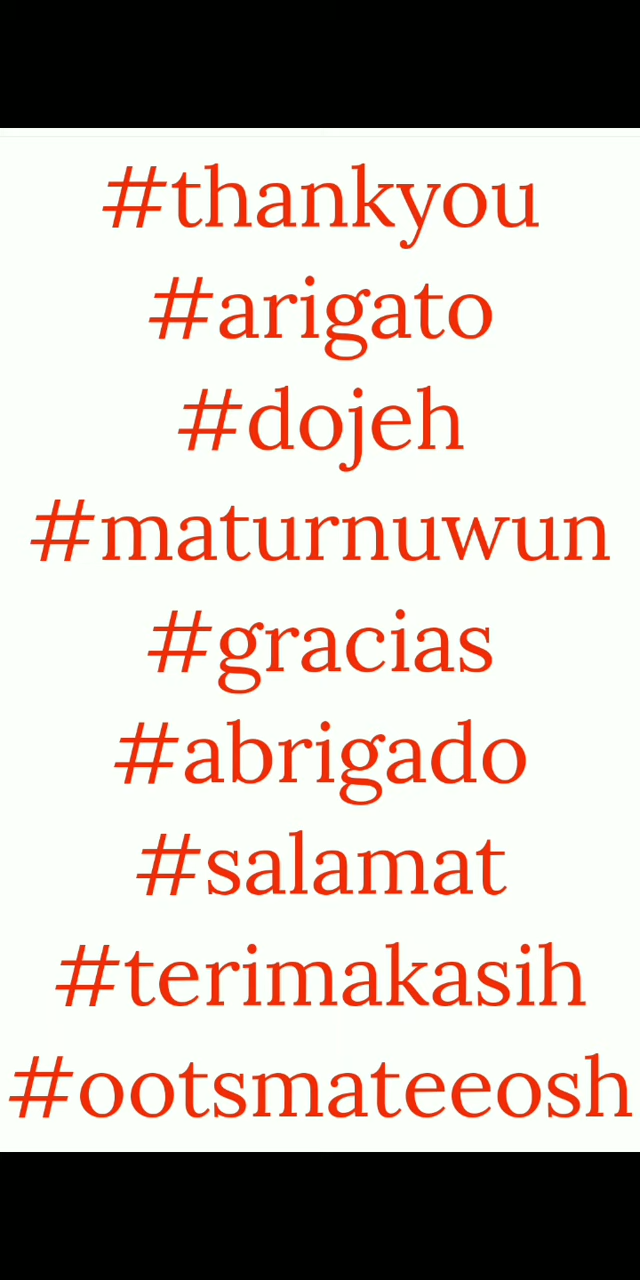 #thankyou
#arigato
#dojeh
#maturnuwun
#gracias
#abrigado
#salamat
#terimakasih
#ootsmateeosh